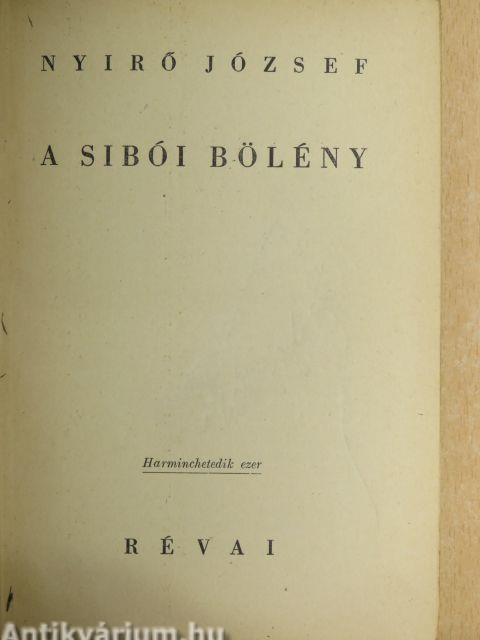 NYIRŐ JÓZSEF
A SIBÓI BÖLÉNY
Harminchetedik ezer
RÉVAI
Antikvárium.hu